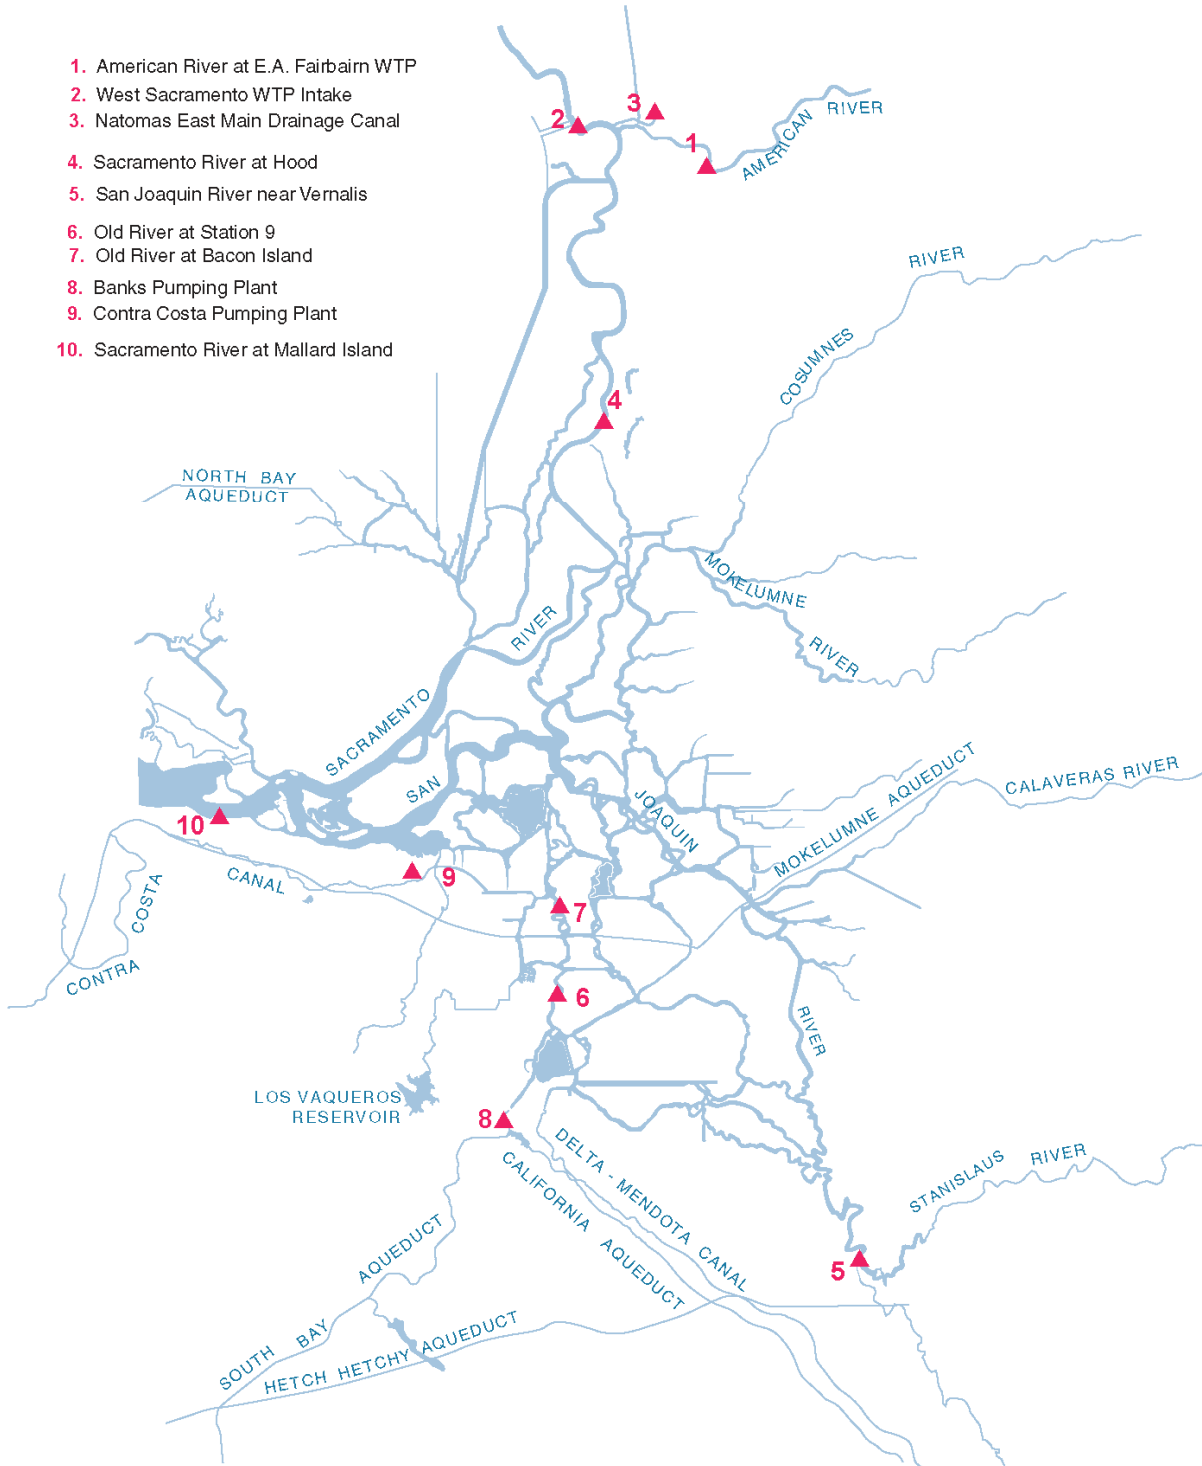 1. American River at E.A. Fairbairn WTP
2. West Sacramento WTP Intake
3. Natomas East Main Drainage Canal
4. Sacramento River at Hood
5. San Joaquin River near Vernalis
6. Old River at Station 9
7. Old River at Bacon Island
8. Banks Pumping Plant
9. Contra Costa Pumping Plant
10. Sacramento River at Mallard Island
2
3
1
AMERICAN RIVER
RIVER
COSUMNES
4
NORTH BAY
AQUEDUCT
MOKELUMNE
RIVER
RIVER
SACRAMENTO
SAN
JOAQUIN
MOKELUMNE AQUEDUCT
CALAVERAS RIVER
10
CANAL
COSTA
CONTRA
9
7
6
RIVER
LOS VAQUEROS
RESERVOIR
8
DELTA - MENDOTA CANAL
CALIFORNIA AQUEDUCT
STANISLAUS RIVER
5
AQUEDUCT
SOUTH BAY
HETCH HETCHY AQUEDUCT